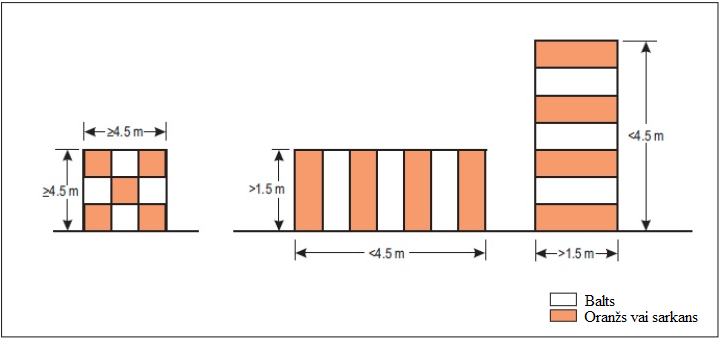 ≥4.5 m
≥4.5 m
>1.5 m
<4.5 m
<4.5 m
>1.5 m
Balts
Oranžs vai sarkans